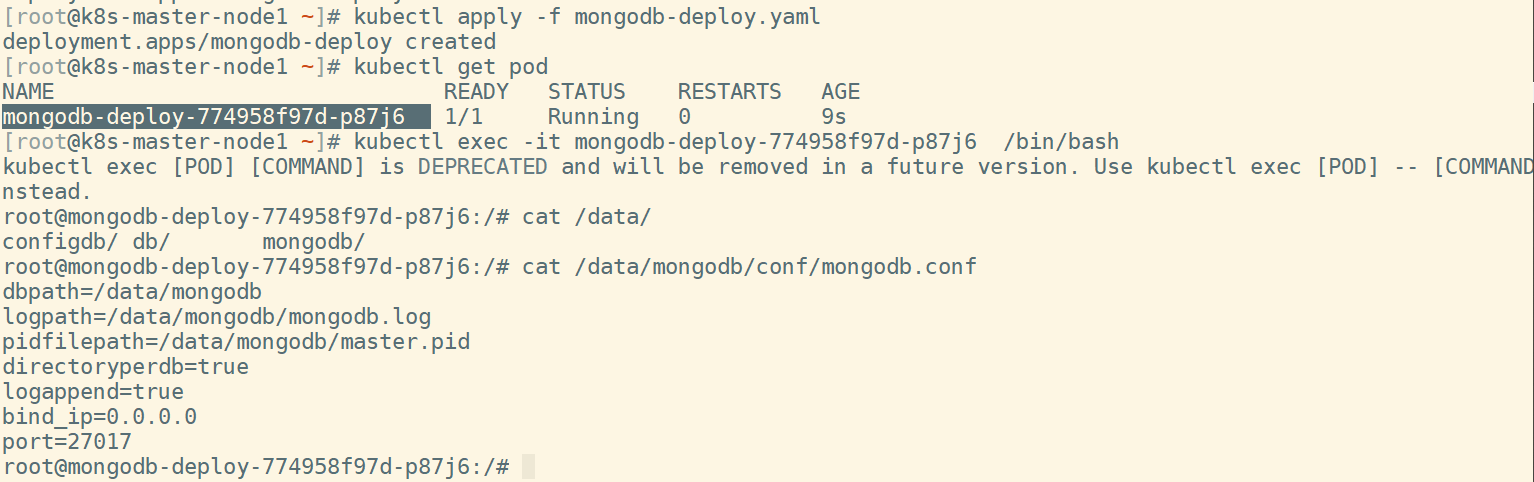 [root@k8s-master-node1 ~]# kubectl apply -f mongodb-deploy.yaml
deployment.apps/mongodb-deploy created
[root@k8s-master-node1 ~]# kubectl get pod
NAME                              READY   STATUS    RESTARTS   AGE
mongodb-deploy-774958f97d-p87j6   1/1     Running   0          9s
[root@k8s-master-node1 ~]# kubectl exec -it mongodb-deploy-774958f97d-p87j6  /bin/bash
kubectl exec [POD] [COMMAND] is DEPRECATED and will be removed in a future version. Use kubectl exec [POD] -- [COMMAND
nstead.
root@mongodb-deploy-774958f97d-p87j6:/# cat /data/
configdb/ db/       mongodb/
root@mongodb-deploy-774958f97d-p87j6:/# cat /data/mongodb/conf/mongodb.conf
dbpath=/data/mongodb
logpath=/data/mongodb/mongodb.log
pidfilepath=/data/mongodb/master.pid
directoryperdb=true
logappend=true
bind_ip=0.0.0.0
port=27017
root@mongodb-deploy-774958f97d-p87j6:/#